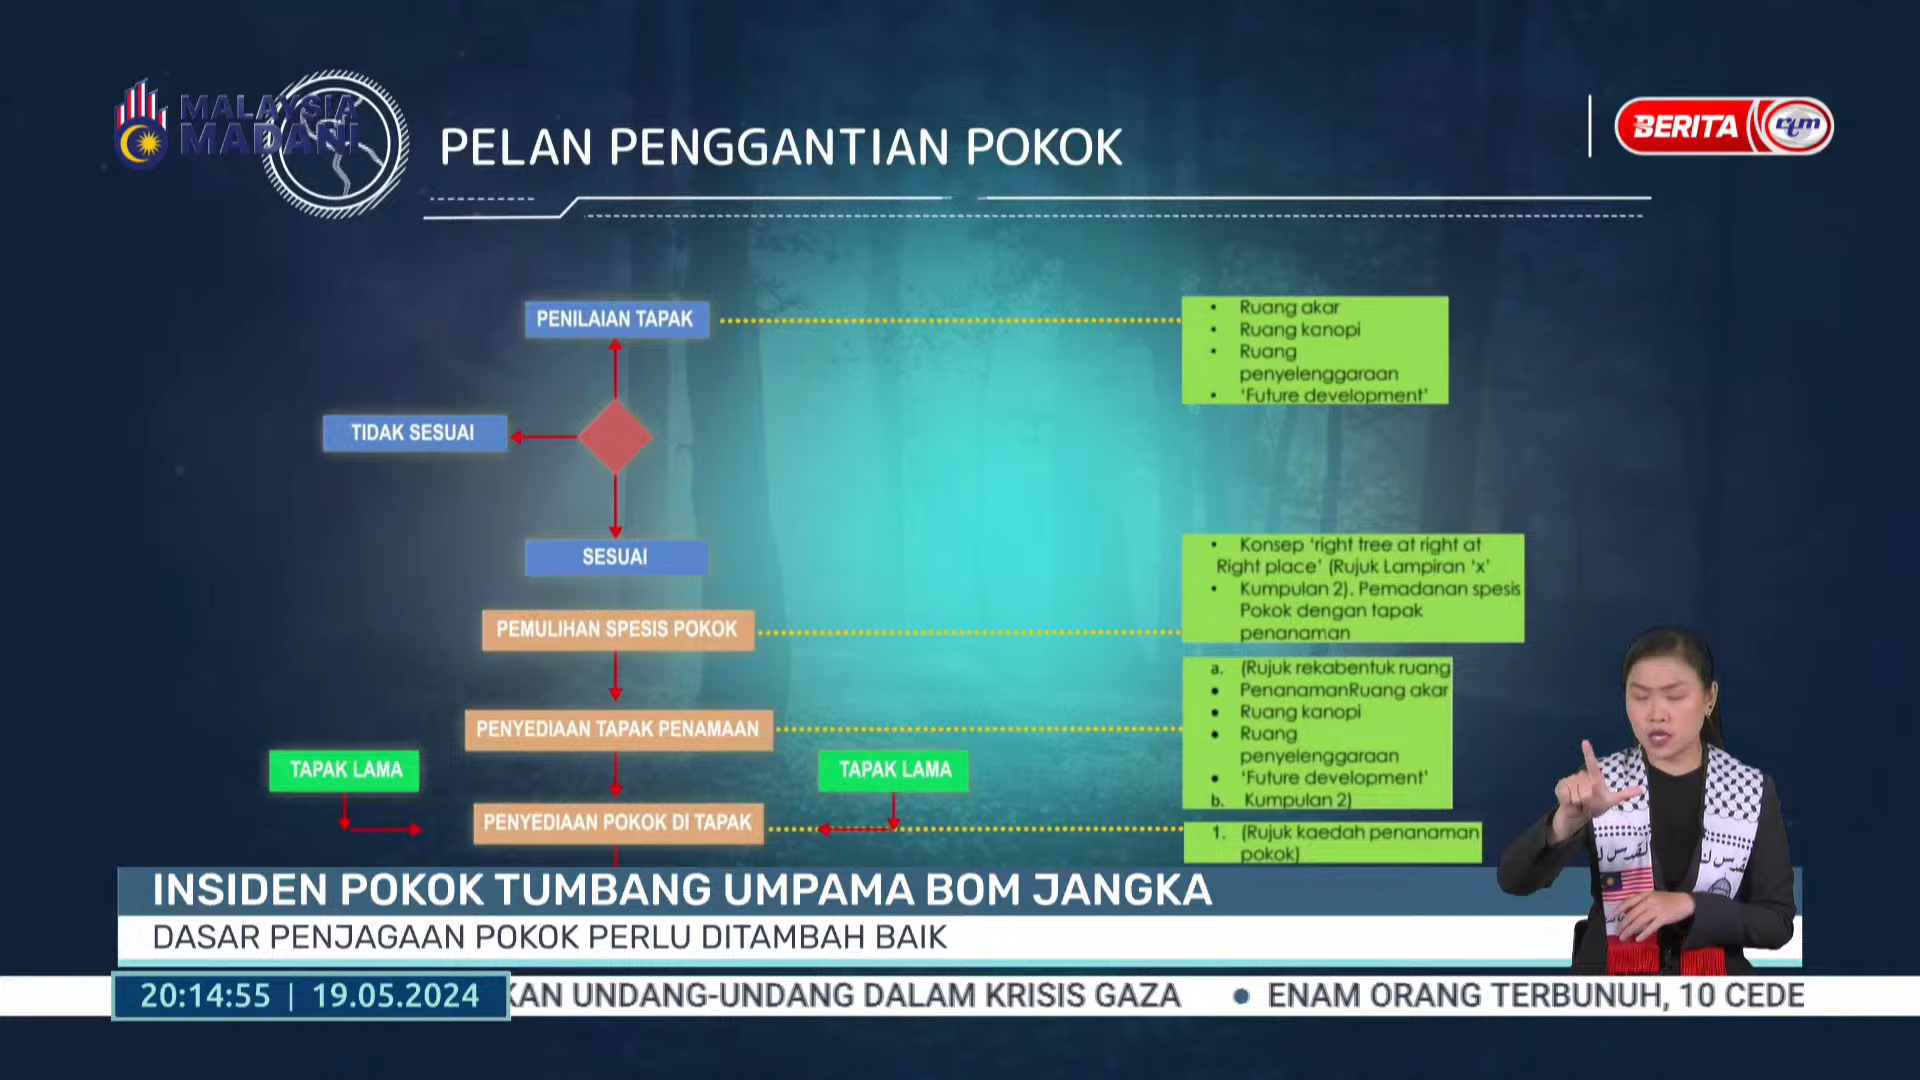 MALAYSIA
MADANI
PELAN PENGGANTIAN POKOK
BERITA rtm
PENILAIAN TAPAK
• Ruang akar
• Ruang kanopi
• Ruang
penyelenggaraan
• ‘Future development’
TIDAK SESUAI
SESUAI
• Konsep ‘right tree at right at
Right place’ (Rujuk Lampiran ‘x’
• Kumpulan 2). Pemadanan spesis
Pokok dengan tapak
penanaman
PEMULIHAN SPESIS POKOK
a. (Rujuk rekabentuk ruang
• PenanamanRuang akar
• Ruang kanopi
• Ruang
penyelenggaraan
• ‘Future development’
b. Kumpulan 2)
PENYEDIAAN TAPAK PENAMAAN
TAPAK LAMA
TAPAK LAMA
PENYEDIAAN POKOK DI TAPAK
1. (Rujuk kaedah penanaman
pokok)
INSIDEN POKOK TUMBANG UMPAMA BOM JANGKA
DASAR PENJAGAAN POKOK PERLU DITAMBAH BAIK
20:14:55 | 19.05.2024
KAN UNDANG-UNDANG DALAM KRISIS GAZA • ENAM ORANG TERBUNUH, 10 CEDE